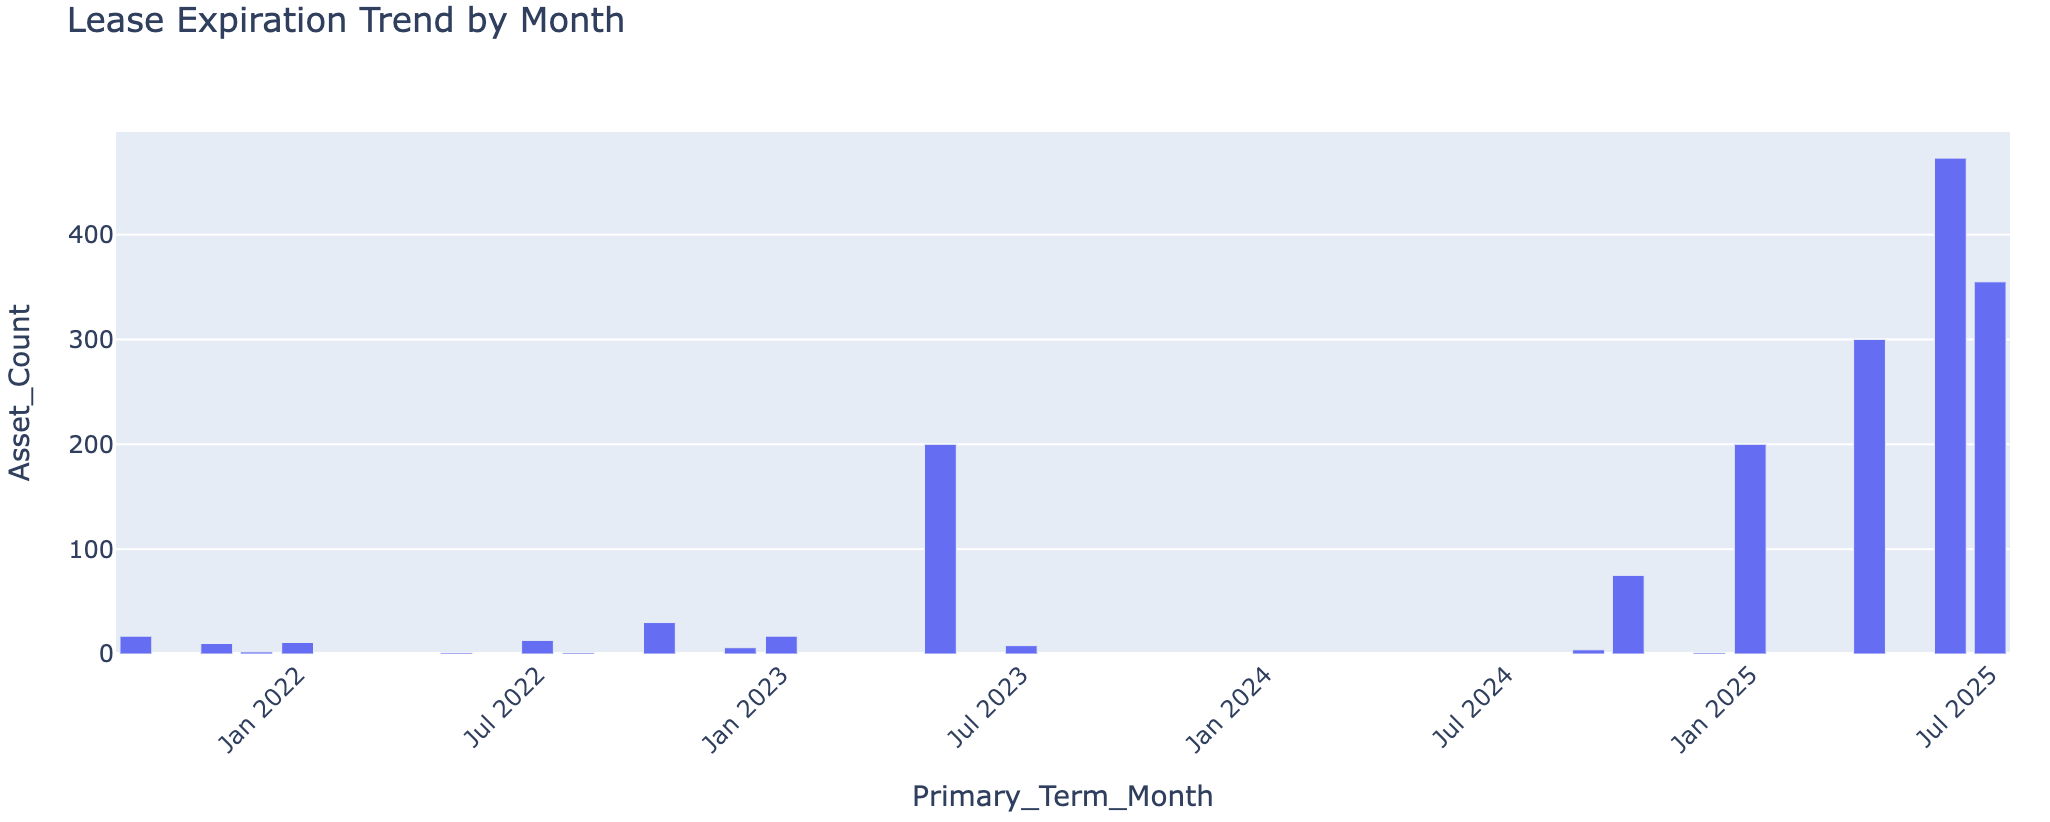 Lease Expiration Trend by Month
Asset_Count
400
300
200
100
0
Jan 2022
Jul 2022
Jan 2023
Jul 2023
Jan 2024
Jul 2024
Jan 2025
Jul 2025
Primary_Term_Month